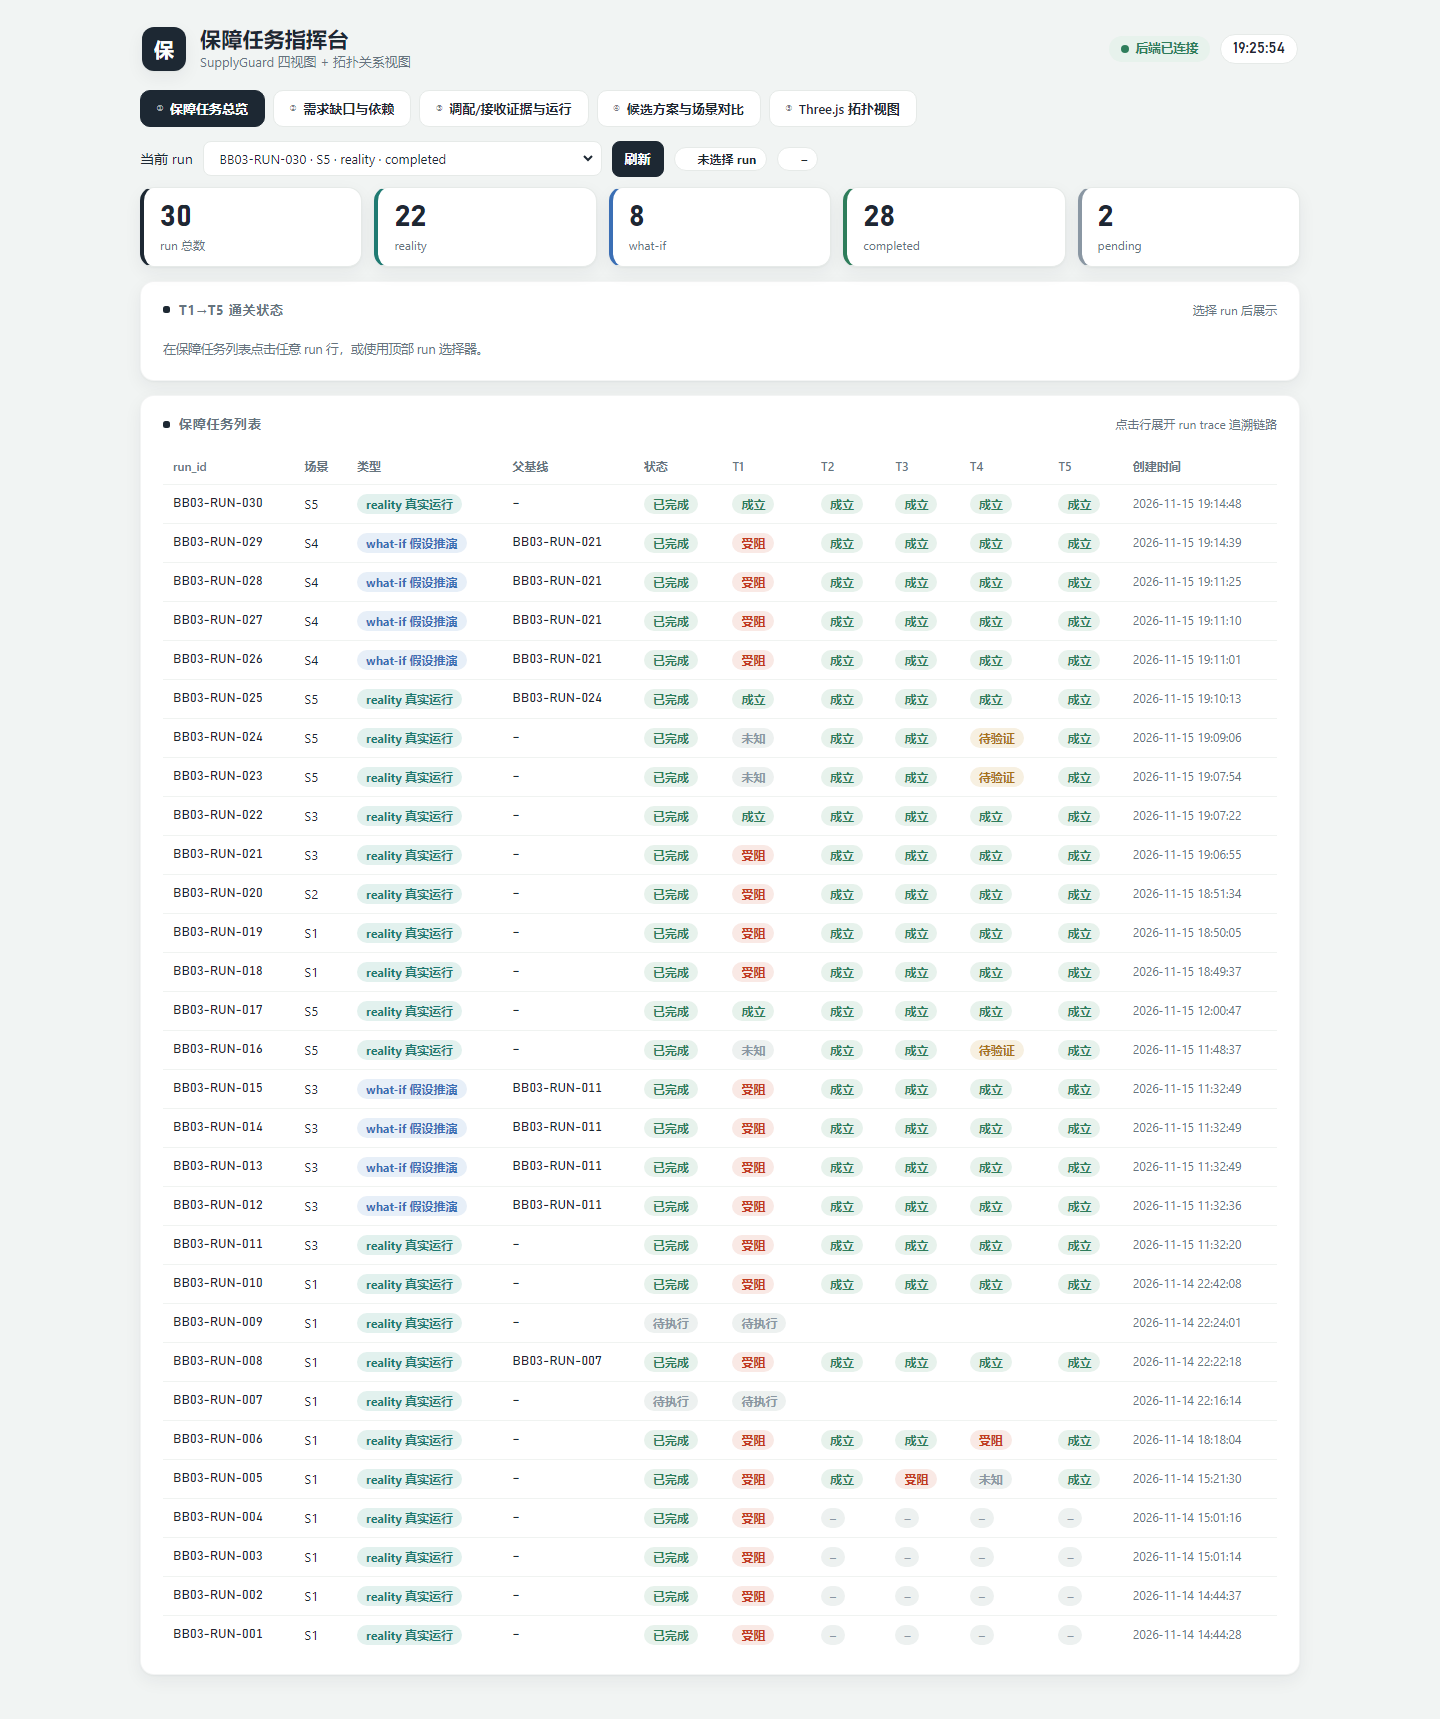 保
保障任务指挥台
SupplyGuard 四视图 + 拓扑关系视图
后端已连接
19:25:54
保障任务总览
需求缺口与依赖
调配/接收证据与运行
候选方案与场景对比
Three.js 拓扑视图
当前 run
BB03-RUN-030 · S5 · reality · completed
刷新
未选择 run
–
30
run 总数
22
reality
8
what-if
28
completed
2
pending
T1→T5 通关状态
选择 run 后展示
在保障任务列表点击任意 run 行，或使用顶部 run 选择器。
保障任务列表
点击行展开 run trace 追溯链路
run_id 场景 类型 父基线 状态 T1 T2 T3 T4 T5 创建时间
BB03-RUN-030 S5 reality 真实运行 – 已完成 成立 成立 成立 成立 成立 2026-11-15 19:14:48
BB03-RUN-029 S4 what-if 假设推演 BB03-RUN-021 已完成 受阻 成立 成立 成立 成立 2026-11-15 19:14:39
BB03-RUN-028 S4 what-if 假设推演 BB03-RUN-021 已完成 受阻 成立 成立 成立 成立 2026-11-15 19:11:25
BB03-RUN-027 S4 what-if 假设推演 BB03-RUN-021 已完成 受阻 成立 成立 成立 成立 2026-11-15 19:11:10
BB03-RUN-026 S4 what-if 假设推演 BB03-RUN-021 已完成 受阻 成立 成立 成立 成立 2026-11-15 19:11:01
BB03-RUN-025 S5 reality 真实运行 BB03-RUN-024 已完成 成立 成立 成立 成立 成立 2026-11-15 19:10:13
BB03-RUN-024 S5 reality 真实运行 – 已完成 未知 成立 成立 待验证 成立 2026-11-15 19:09:06
BB03-RUN-023 S5 reality 真实运行 – 已完成 未知 成立 成立 待验证 成立 2026-11-15 19:07:54
BB03-RUN-022 S3 reality 真实运行 – 已完成 成立 成立 成立 成立 成立 2026-11-15 19:07:22
BB03-RUN-021 S3 reality 真实运行 – 已完成 受阻 成立 成立 成立 成立 2026-11-15 19:06:55
BB03-RUN-020 S2 reality 真实运行 – 已完成 受阻 成立 成立 成立 成立 2026-11-15 18:51:34
BB03-RUN-019 S1 reality 真实运行 – 已完成 受阻 成立 成立 成立 成立 2026-11-15 18:50:05
BB03-RUN-018 S1 reality 真实运行 – 已完成 受阻 成立 成立 成立 成立 2026-11-15 18:49:37
BB03-RUN-017 S5 reality 真实运行 – 已完成 成立 成立 成立 成立 成立 2026-11-15 12:00:47
BB03-RUN-016 S5 reality 真实运行 – 已完成 未知 成立 成立 待验证 成立 2026-11-15 11:48:37
BB03-RUN-015 S3 what-if 假设推演 BB03-RUN-011 已完成 受阻 成立 成立 成立 成立 2026-11-15 11:32:49
BB03-RUN-014 S3 what-if 假设推演 BB03-RUN-011 已完成 受阻 成立 成立 成立 成立 2026-11-15 11:32:49
BB03-RUN-013 S3 what-if 假设推演 BB03-RUN-011 已完成 受阻 成立 成立 成立 成立 2026-11-15 11:32:49
BB03-RUN-012 S3 what-if 假设推演 BB03-RUN-011 已完成 受阻 成立 成立 成立 成立 2026-11-15 11:32:36
BB03-RUN-011 S3 reality 真实运行 – 已完成 受阻 成立 成立 成立 成立 2026-11-15 11:32:20
BB03-RUN-010 S1 reality 真实运行 – 已完成 受阻 成立 成立 成立 成立 2026-11-14 22:42:08
BB03-RUN-009 S1 reality 真实运行 – 待执行 待执行 2026-11-14 22:24:01
BB03-RUN-008 S1 reality 真实运行 BB03-RUN-007 已完成 受阻 成立 成立 成立 成立 2026-11-14 22:22:18
BB03-RUN-007 S1 reality 真实运行 – 待执行 待执行 2026-11-14 22:16:14
BB03-RUN-006 S1 reality 真实运行 – 已完成 受阻 成立 成立 受阻 成立 2026-11-14 18:18:04
BB03-RUN-005 S1 reality 真实运行 – 已完成 受阻 成立 受阻 未知 成立 2026-11-14 15:21:30
BB03-RUN-004 S1 reality 真实运行 – 已完成 受阻 – – – – 2026-11-14 15:01:16
BB03-RUN-003 S1 reality 真实运行 – 已完成 受阻 – – – – 2026-11-14 15:01:14
BB03-RUN-002 S1 reality 真实运行 – 已完成 受阻 – – – – 2026-11-14 14:44:37
BB03-RUN-001 S1 reality 真实运行 – 已完成 受阻 – – – – 2026-11-14 14:44:28